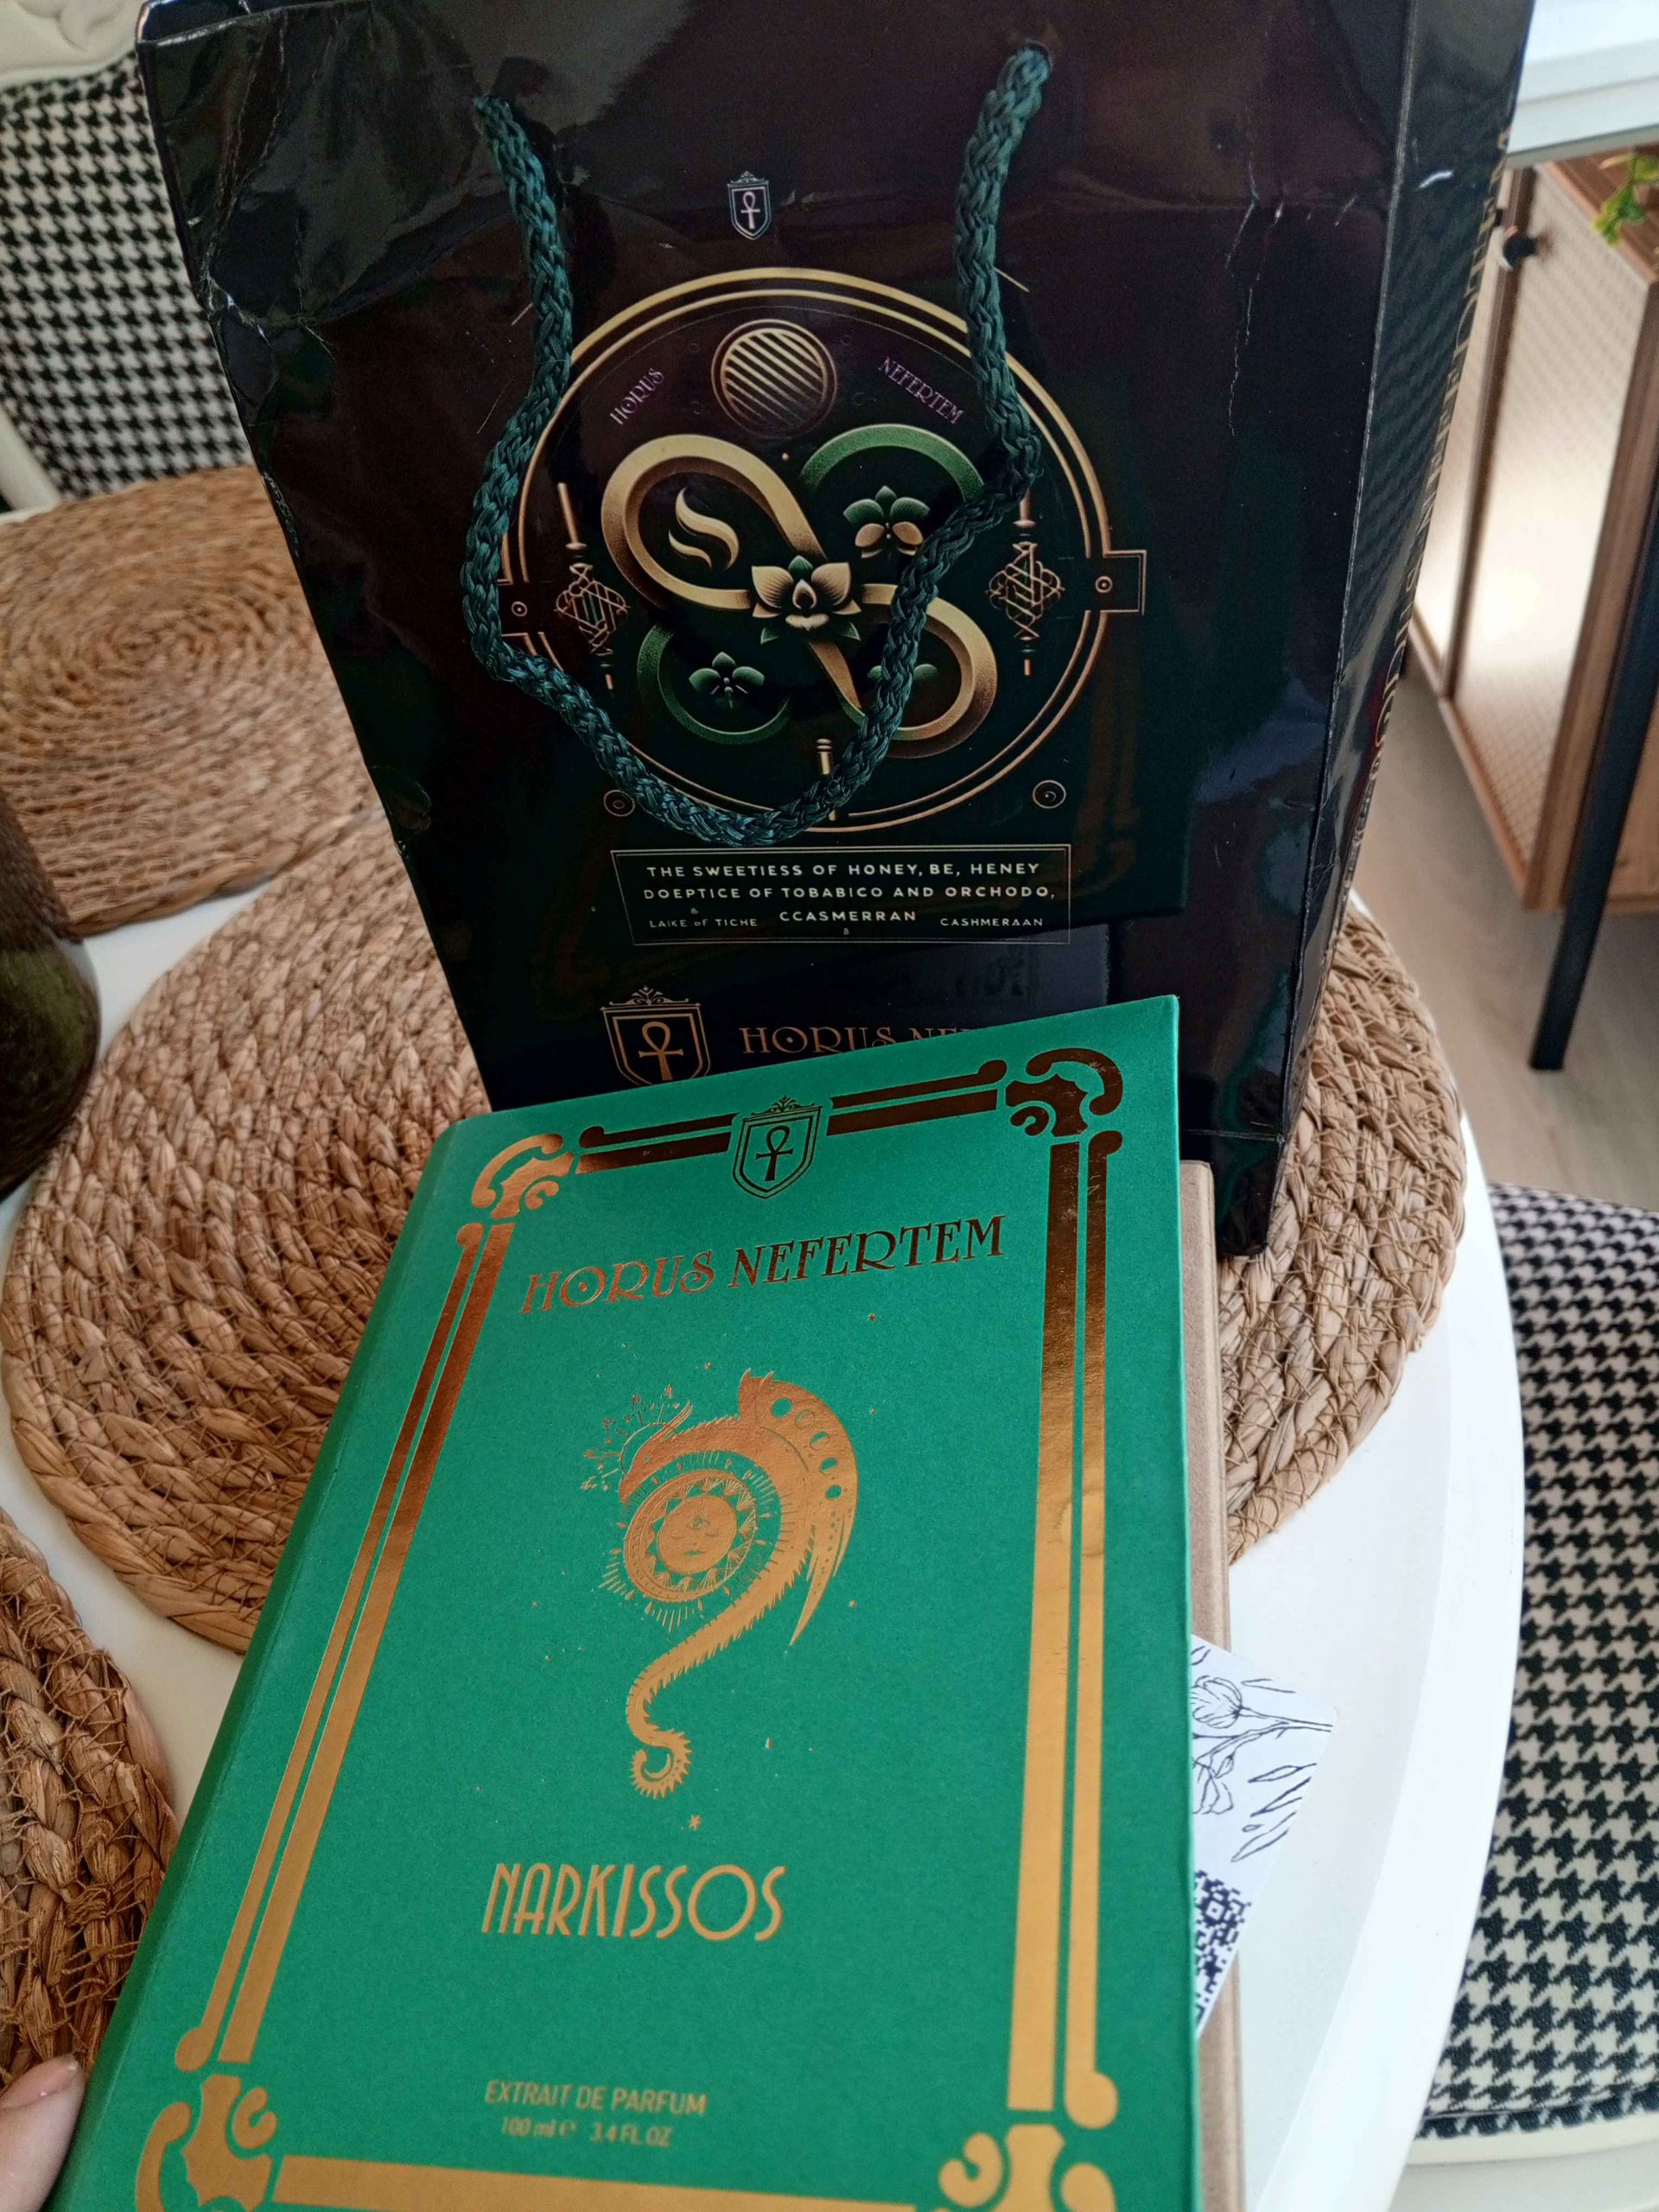 HORUS
NEFERTEM
THE SWEETIESS OF HONEY, BE, HENEY
DOEPTICE OF TOBABICO AND ORCHODO,
&
LAIKE of TICHE CCASMERRAN CASHMERAAN
B
HORUS
HORUS NEFERTEM
NARKISSOS
EXTRAIT DE PARFUM
100 ml e 3.4 FL.OZ